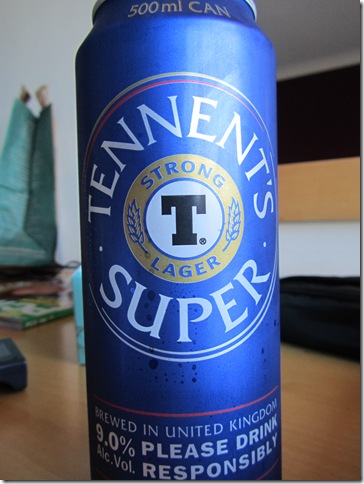 500ml CAN
TENNENT'S
STRONG
T®
LAGER
SUPER
BREWED IN UNITED KINGDOM
9.0% PLEASE DRINK
Alc.Vol. RESPONSIBLY